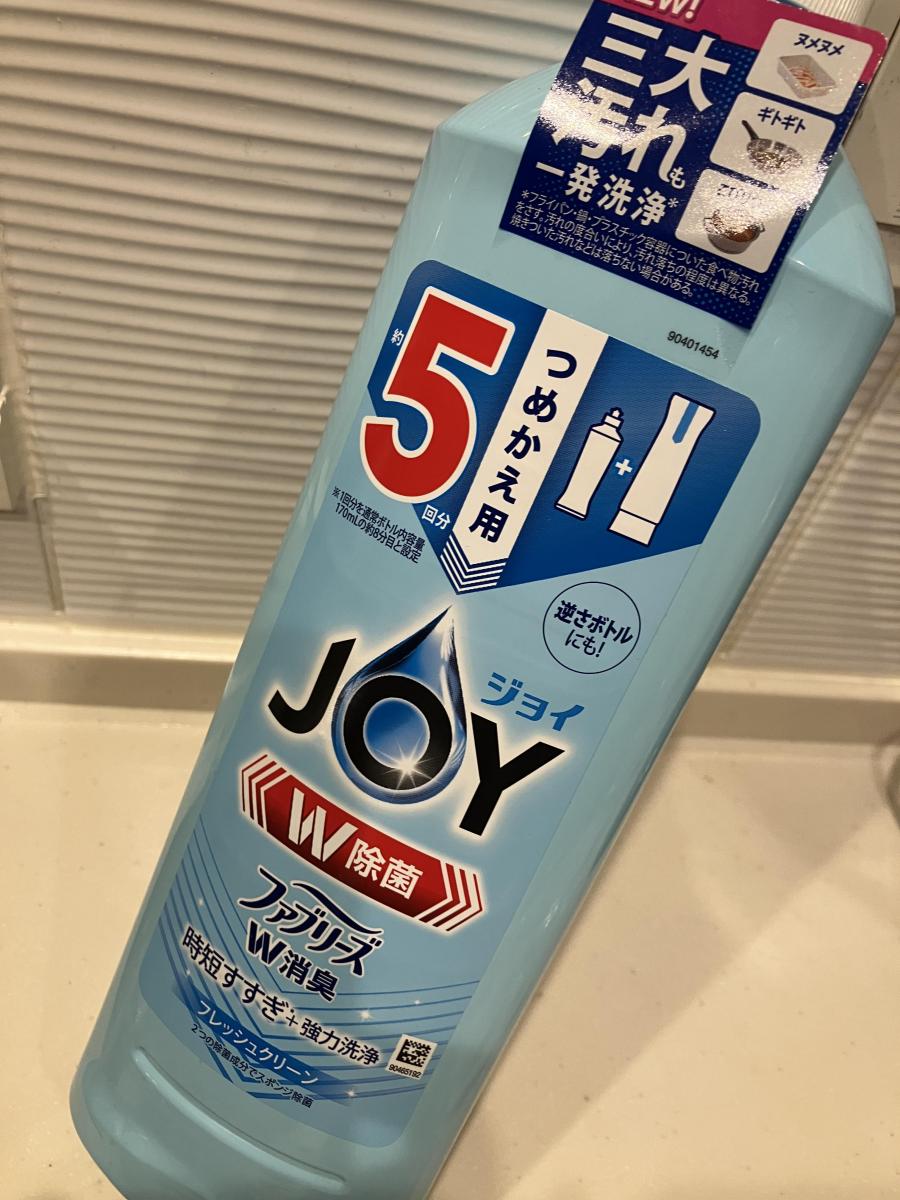 NEW!
三大
汚れも
一発洗浄*
ヌメヌメ
ギトギト
*フライパン・鍋・プラスチック容器についた食べ物汚れ
をさす。汚れの度合いにより、汚れ落ちの程度は異なる。
焼きついた汚れなどは落ちない場合がある。
90401454
約5回分
つめかえ用
+
※1回分を通常ボトル内容量
170mLの約8分目と設定
逆さボトル
にも!
JOY
ジョイ
W除菌
ファブリーズ
W消臭
時短すすぎ+強力洗浄
フレッシュクリーン
2つの除菌成分でスポンジ除菌
90465192